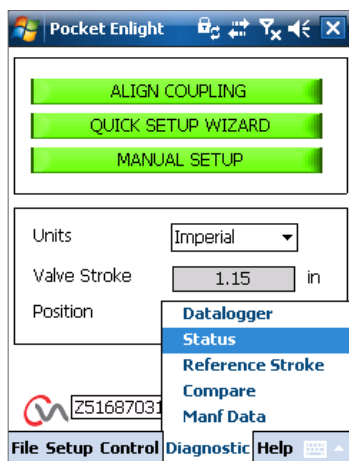 Pocket Enlight
ALIGN COUPLING
QUICK SETUP WIZARD
MANUAL SETUP
Units Imperial
Valve Stroke 1.15 in
Position
Datalogger
Status
Reference Stroke
Compare
Manf Data
Z51687031
File Setup Control Diagnostic Help